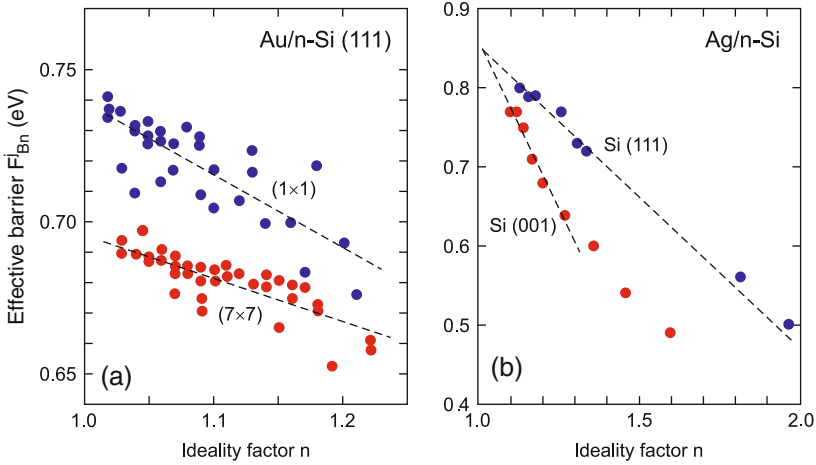 Au/n-Si (111)
Effective barrier Fʲ_Bn (eV)
0.75
0.70
0.65
(1×1)
(7×7)
(a)
1.0 1.1 1.2
Ideality factor n
Ag/n-Si
0.9
0.8
0.7
0.6
0.5
0.4
Si (111)
Si (001)
(b)
1.0 1.5 2.0
Ideality factor n